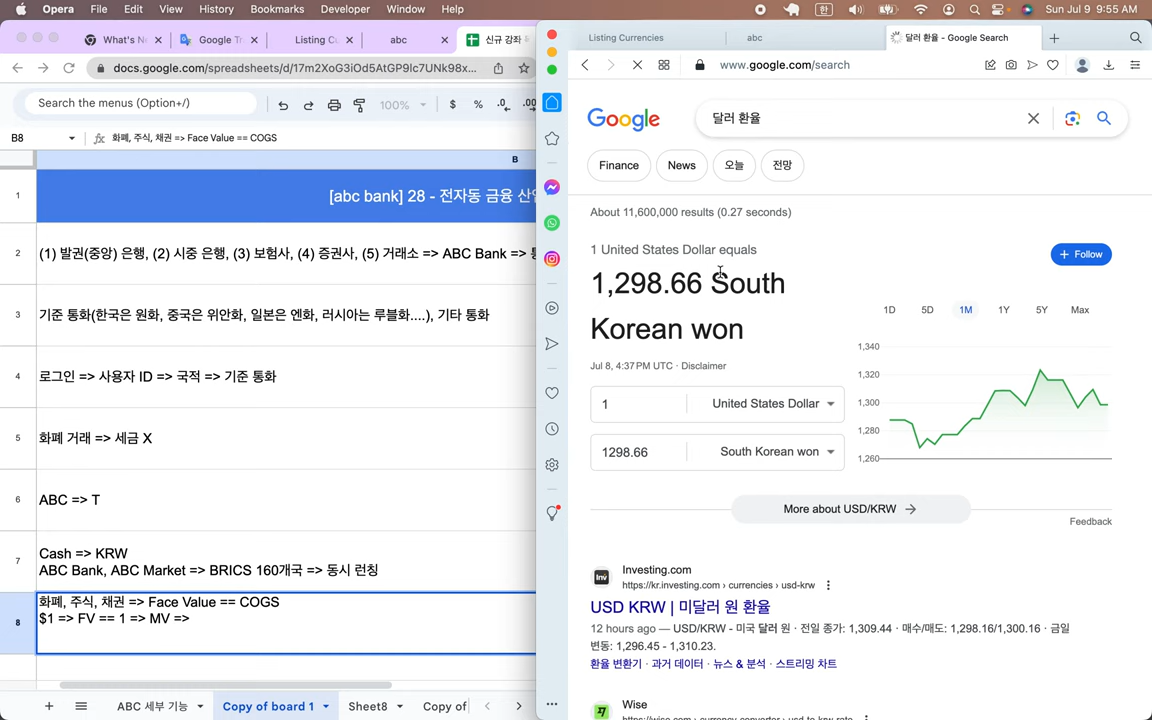 Opera File Edit View History Bookmarks Developer Window Help
한
Sun Jul 9 9:55 AM
What's N
Google Tr
Listing C
abc
신규 강좌
docs.google.com/spreadsheets/d/17m2XoG3iOd5AtGP9lc7UNk98x...
Search the menus (Option+/)
100%
$ % .0 .00
B8
fx 화폐, 주식, 채권 => Face Value == COGS
B
1
[abc bank] 28 - 전자동 금융 산업
2
(1) 발권(중앙) 은행, (2) 시중 은행, (3) 보험사, (4) 증권사, (5) 거래소 => ABC Bank =>
3
기준 통화(한국은 원화, 중국은 위안화, 일본은 엔화, 러시아는 루블화....), 기타 통화
4
로그인 => 사용자 ID => 국적 => 기준 통화
5
화폐 거래 => 세금 X
6
ABC => T
7
Cash => KRW
ABC Bank, ABC Market => BRICS 160개국 => 동시 런칭
8
화폐, 주식, 채권 => Face Value == COGS
$1 => FV == 1 => MV =>
ABC 세부 기능
Copy of board 1
Sheet8
Copy of
Listing Currencies
abc
달러 환율 - Google Search
www.google.com/search
Google
달러 환율
Finance
News
오늘
전망
About 11,600,000 results (0.27 seconds)
1 United States Dollar equals
1,298.66 South
Korean won
Jul 8, 4:37 PM UTC · Disclaimer
+ Follow
1
United States Dollar
1298.66
South Korean won
1D 5D 1M 1Y 5Y Max
1,340
1,320
1,300
1,280
1,260
More about USD/KRW
Feedback
Inv
Investing.com
https://kr.investing.com › currencies › usd-krw
USD KRW | 미달러 원 환율
12 hours ago — USD/KRW - 미국 달러 원 · 전일 종가: 1,309.44 · 매수/매도: 1,298.16/1,300.16 · 금일
변동: 1,296.45 - 1,310.23.
환율 변환기 · 과거 데이터 · 뉴스 & 분석 · 스트리밍 차트
Wise